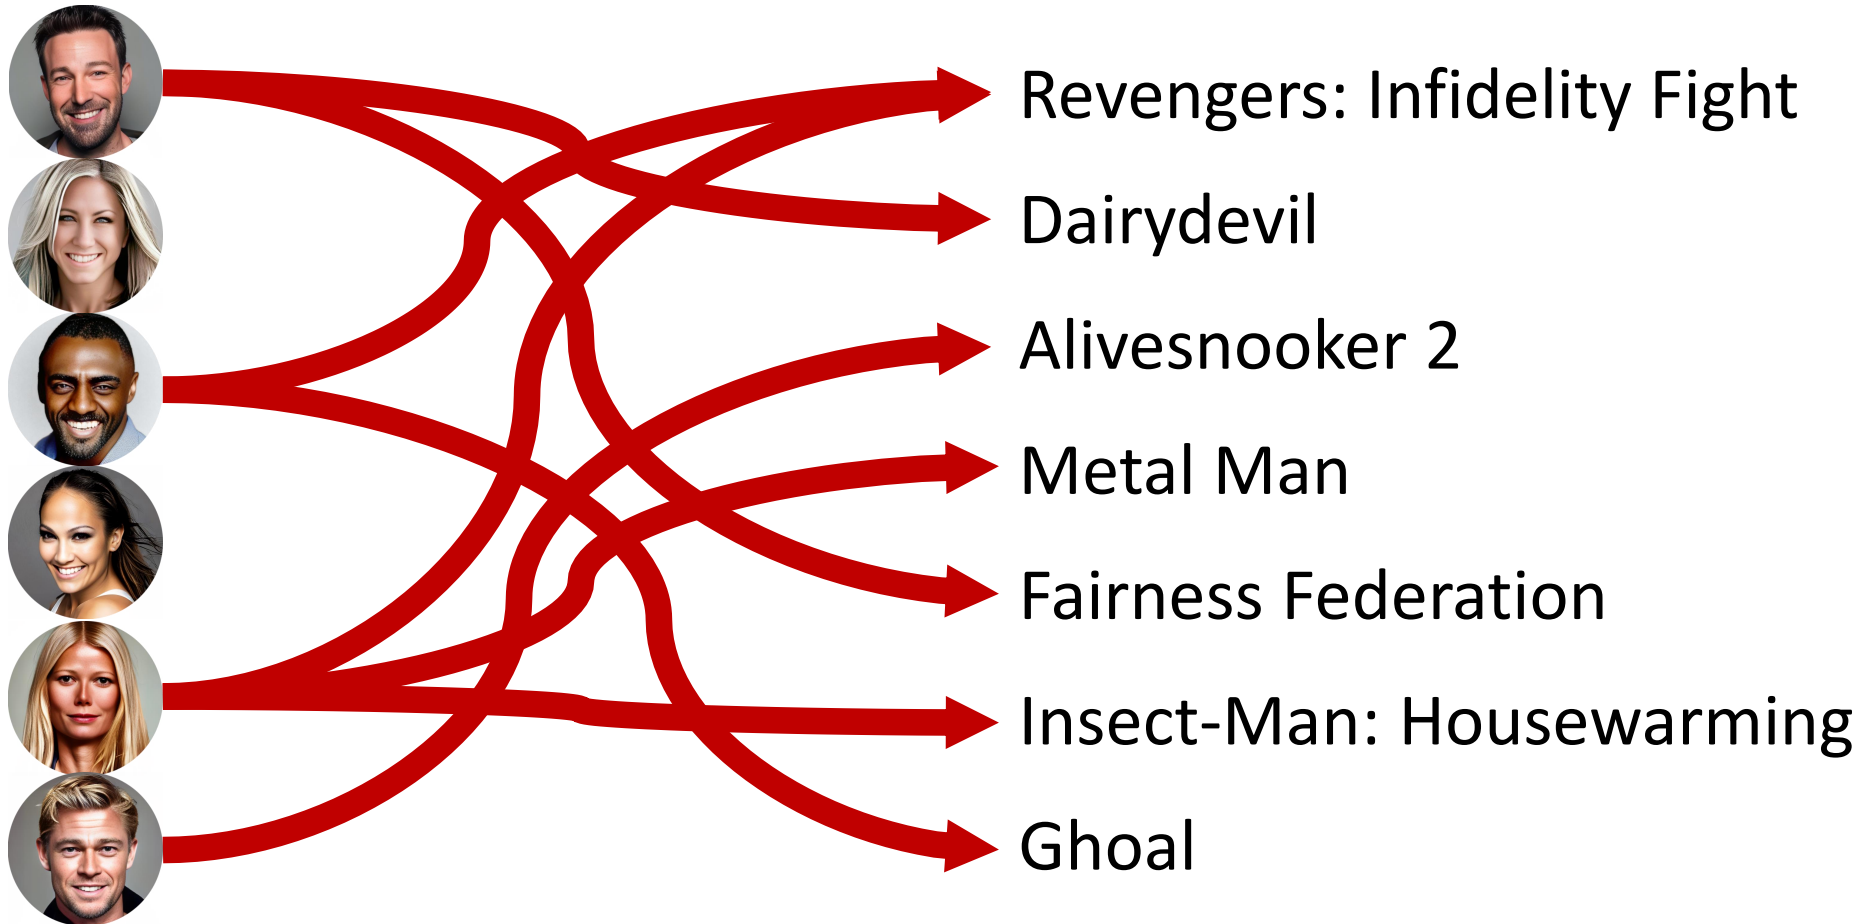 Revengers: Infidelity Fight
Dairydevil
Alivesnooker 2
Metal Man
Fairness Federation
Insect-Man: Housewarming
Ghoal